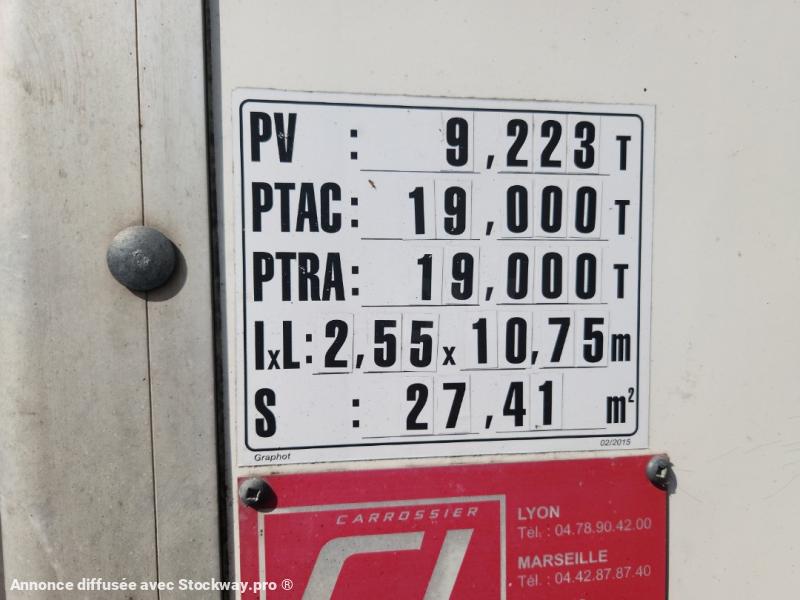 PV : 9,223 T
PTAC : 19,000 T
PTRA : 19,000 T
lxL : 2,55 x 10,75 m
S : 27,41 m²
Graphot 02/2015
CARROSSIER
LYON
Tél. : 04.78.90.42.00
MARSEILLE
Tél. : 04.42.87.87.40
Annonce diffusée avec Stockway.pro ®